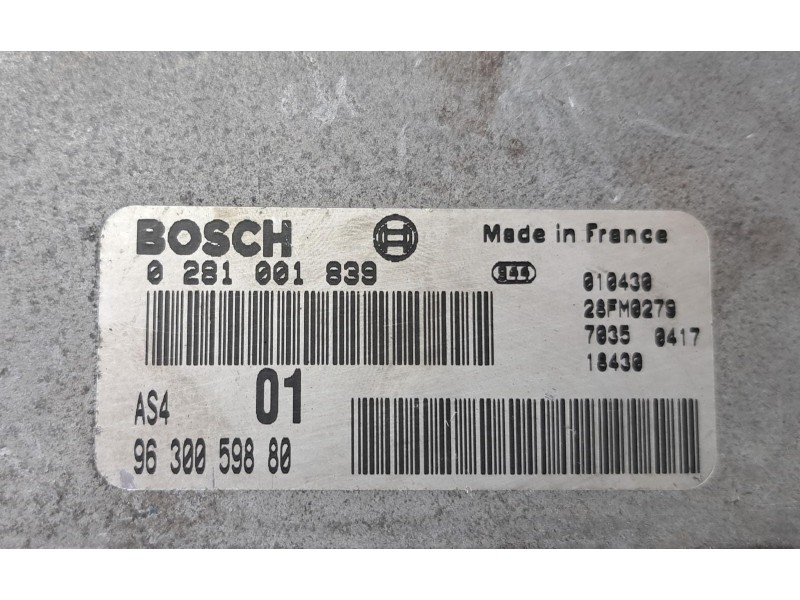 BOSCH Made in France
0 281 001 839 944 010430
28FM0279
7035 0417
18430
AS4 01
96 300 598 80